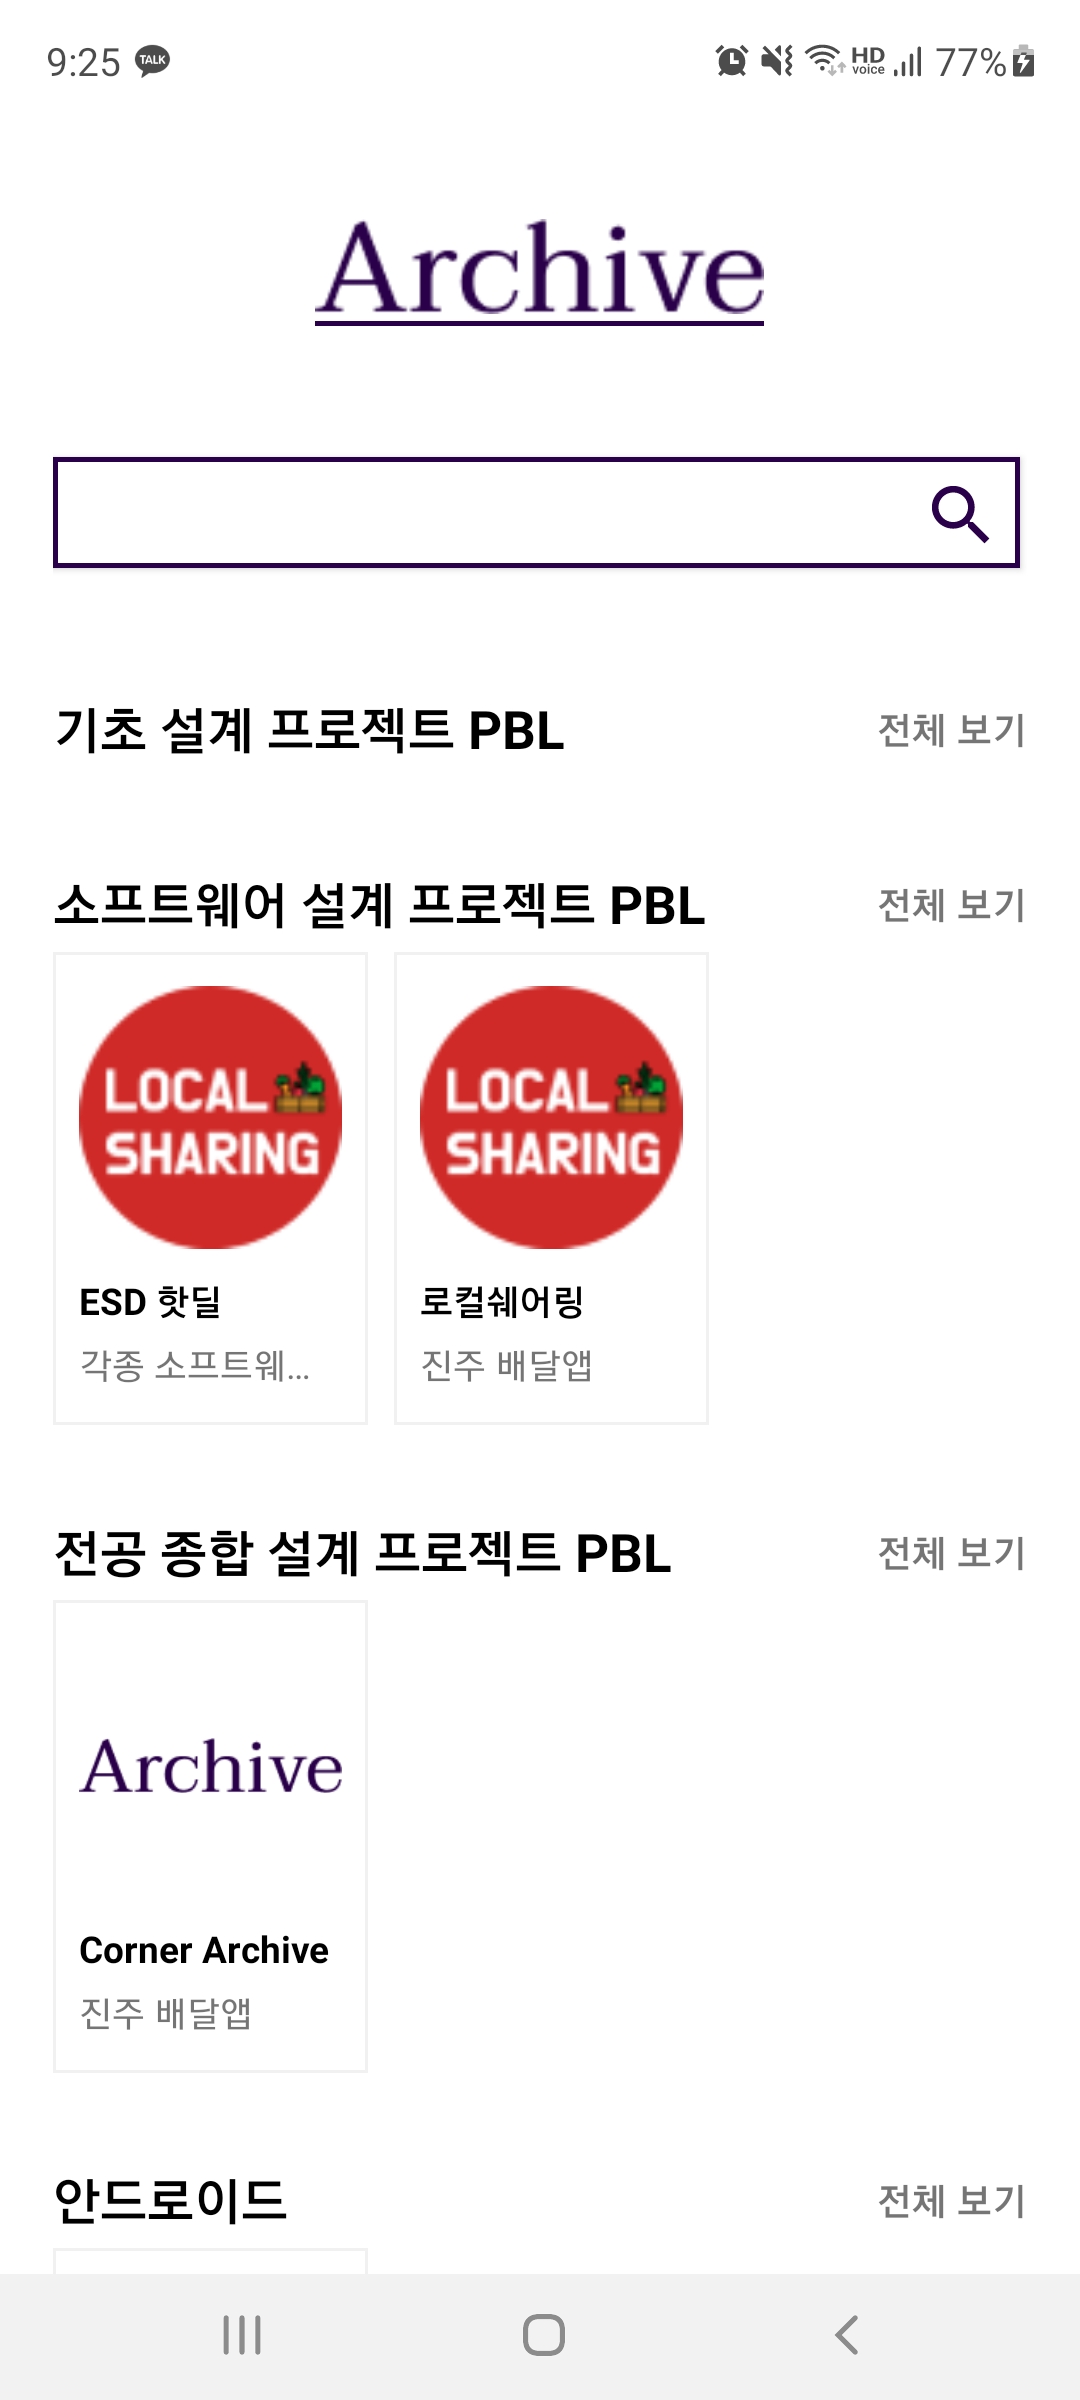 9:25 TALK HD voice 77%
Archive
기초 설계 프로젝트 PBL 전체 보기
소프트웨어 설계 프로젝트 PBL 전체 보기
LOCAL
SHARING
ESD 핫딜
각종 소프트웨...
LOCAL
SHARING
로컬쉐어링
진주 배달앱
전공 종합 설계 프로젝트 PBL 전체 보기
Archive
Corner Archive
진주 배달앱
안드로이드 전체 보기